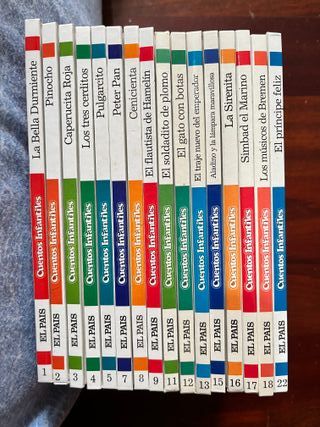 La Bella Durmiente Cuentos Infantiles EL PAIS 1
Pinocho Cuentos Infantiles EL PAIS 2
Caperucita Roja Cuentos Infantiles EL PAIS 3
Los tres cerditos Cuentos Infantiles EL PAIS 4
Pulgarcito Cuentos Infantiles EL PAIS 5
Peter Pan Cuentos Infantiles EL PAIS 7
Cenicienta Cuentos Infantiles EL PAIS 8
El flautista de Hamelín Cuentos Infantiles EL PAIS 9
El soldadito de plomo Cuentos Infantiles EL PAIS 11
El gato con botas Cuentos Infantiles EL PAIS 12
El traje nuevo del emperador Cuentos Infantiles EL PAIS 13
Aladino y la lámpara maravillosa Cuentos Infantiles EL PAIS 15
La Sirenita Cuentos Infantiles EL PAIS 16
Simbad el Marino Cuentos Infantiles EL PAIS 17
Los músicos de Bremen Cuentos Infantiles EL PAIS 18
El príncipe feliz Cuentos Infantiles EL PAIS 22